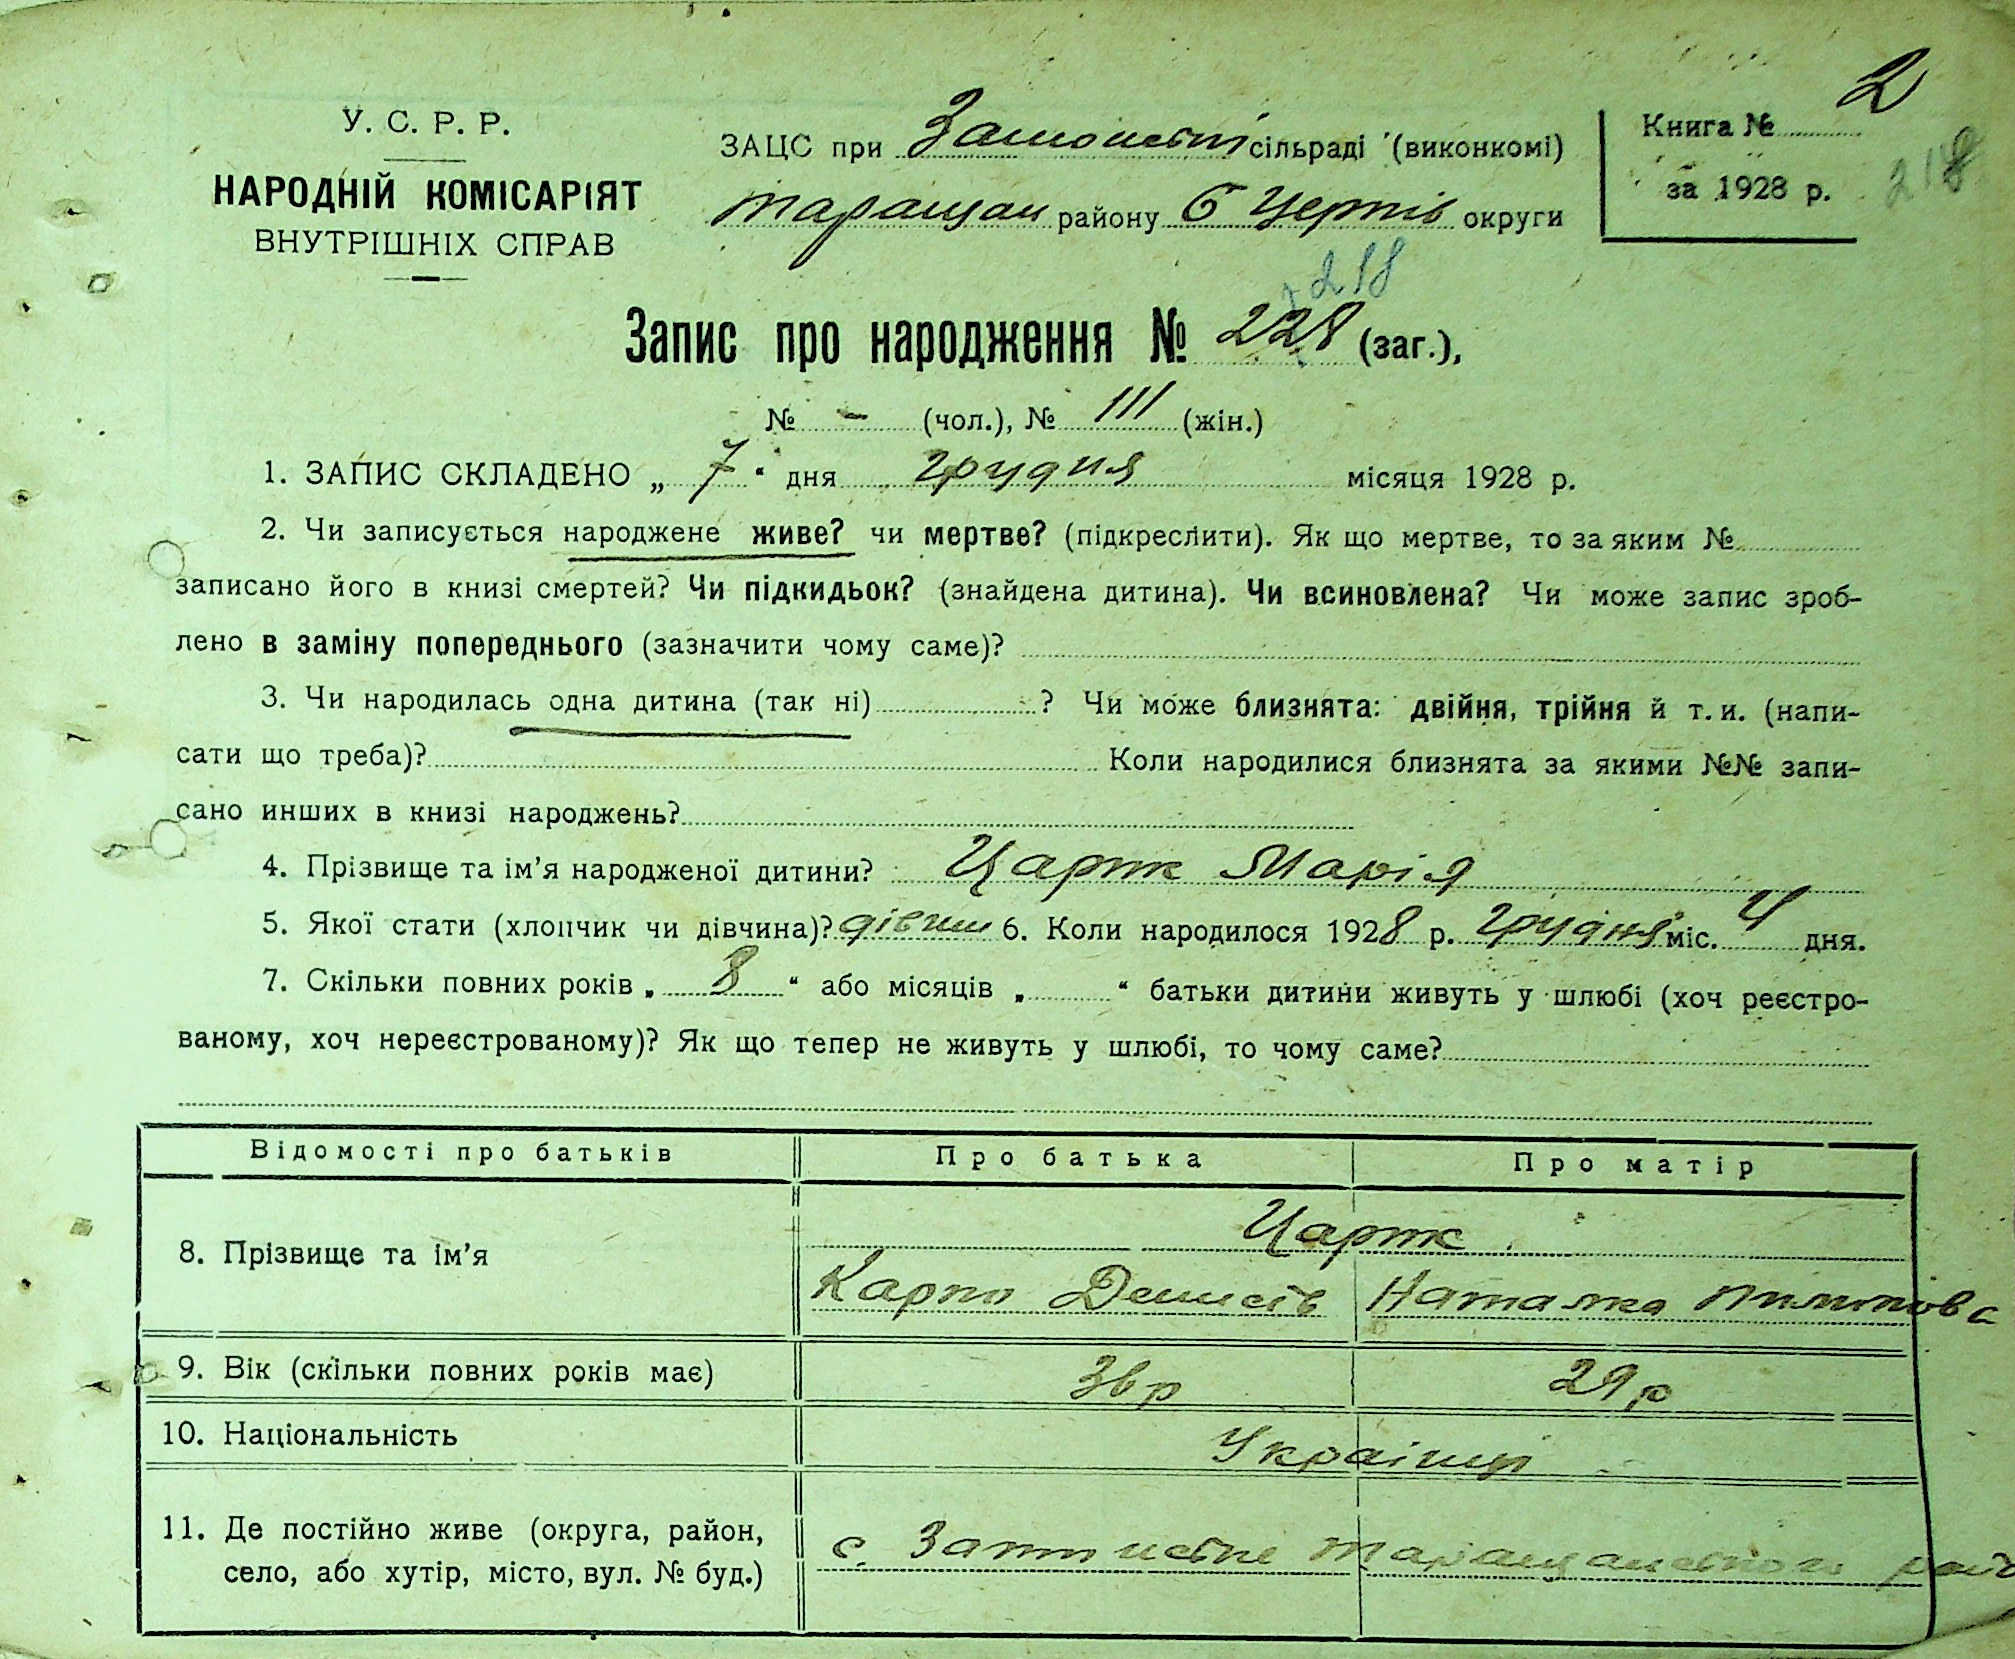 У. С. Р. Р.
НАРОДНІЙ КОМІСАРІЯТ
ВНУТРІШНІХ СПРАВ
ЗАЦС при сільраді (виконкомі)
Таращан району Б Церків округи
Книга № 2
за 1928 р.
218
218
Запис про народження № 228 (заг.),
№ - (чол.), № 111 (жін.)
1. ЗАПИС СКЛАДЕНО „ 7 “ дня грудня місяця 1928 р.
2. Чи записується народжене живе? чи мертве? (підкреслити). Як що мертве, то за яким №
записано його в книзі смертей? Чи підкидьок? (знайдена дитина). Чи всиновлена? Чи може запис зроб-
лено в заміну попереднього (зазначити чому саме)?
3. Чи народилась одна дитина (так ні) ? Чи може близнята: двійня, трійня й т. и. (напи-
сати що треба)? Коли народилися близнята за якими №№ запи-
сано инших в книзі народжень?
4. Прізвище та ім’я народженої дитини? Царик Марія
5. Якої стати (хлопчик чи дівчина)? дівчин 6. Коли народилося 1928 р. грудня міс. 4 дня.
7. Скільки повних років „ 8 “ або місяців „ “ батьки дитини живуть у шлюбі (хоч реєстро-
ваному, хоч нереєстрованому)? Як що тепер не живуть у шлюбі, то чому саме?
Відомості про батьків Про батька Про матір
8. Прізвище та ім’я Царик
Карпо Денисів Наталка Пилипова
9. Вік (скільки повних років має) 36 р 29 р
10. Національність Українці
11. Де постійно живе (округа, район,
село, або хутір, місто, вул. № буд.)
с. Таращанського